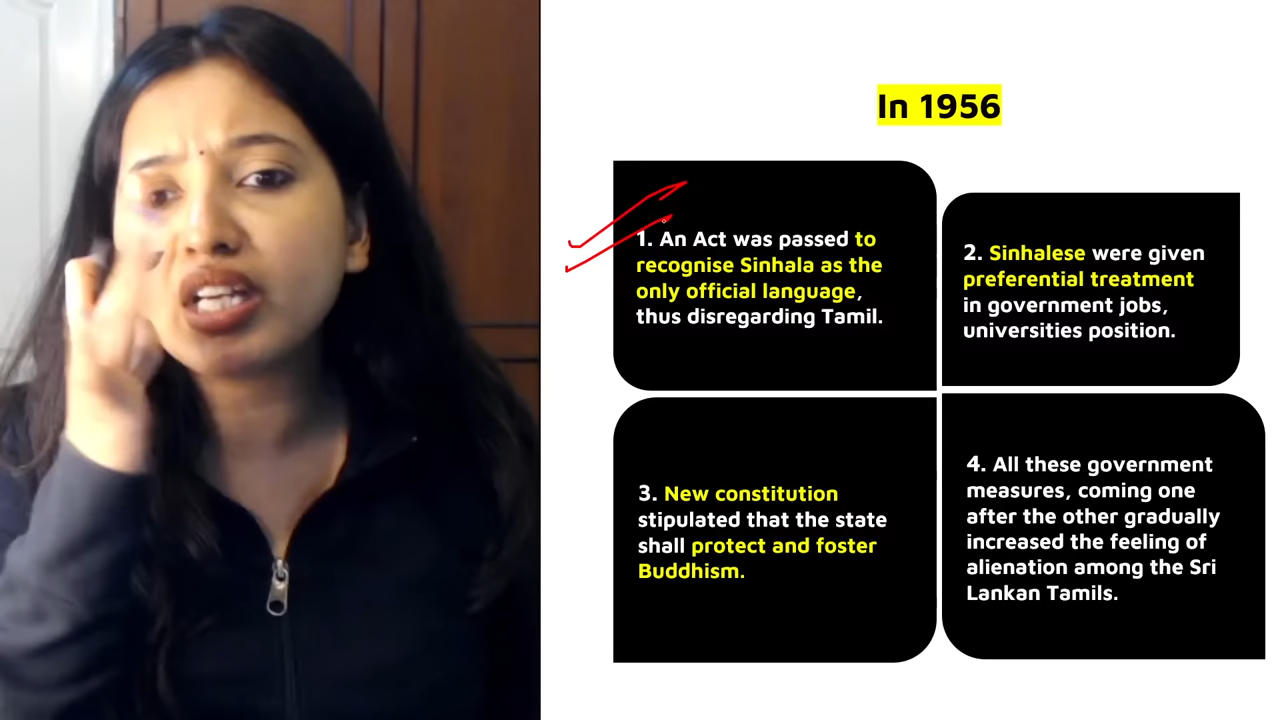 In 1956
1. An Act was passed to
recognise Sinhala as the
only official language,
thus disregarding Tamil.
2. Sinhalese were given
preferential treatment
in government jobs,
universities position.
3. New constitution
stipulated that the state
shall protect and foster
Buddhism.
4. All these government
measures, coming one
after the other gradually
increased the feeling of
alienation among the Sri
Lankan Tamils.